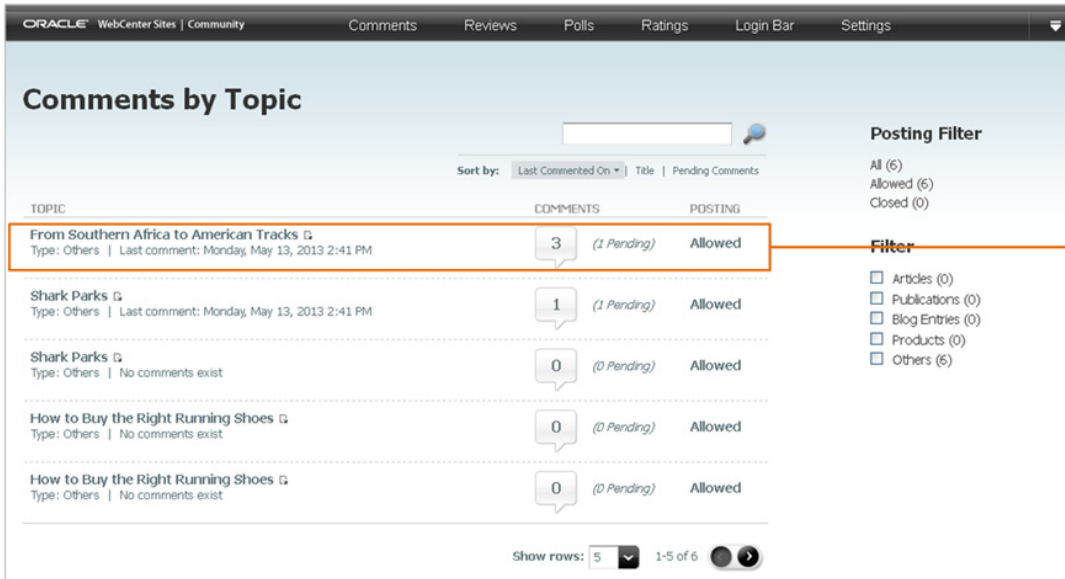 ORACLE® WebCenter Sites | Community Comments Reviews Polls Ratings Login Bar Settings
Comments by Topic
Sort by: Last Commented On | Title | Pending Comments
TOPIC COMMENTS POSTING
From Southern Africa to American Tracks 3 (1 Pending) Allowed
Type: Others | Last comment: Monday, May 13, 2013 2:41 PM
Shark Parks 1 (1 Pending) Allowed
Type: Others | Last comment: Monday, May 13, 2013 2:41 PM
Shark Parks 0 (0 Pending) Allowed
Type: Others | No comments exist
How to Buy the Right Running Shoes 0 (0 Pending) Allowed
Type: Others | No comments exist
How to Buy the Right Running Shoes 0 (0 Pending) Allowed
Type: Others | No comments exist
Show rows: 5 1-5 of 6
Posting Filter
All (6)
Allowed (6)
Closed (0)
Filter
Articles (0)
Publications (0)
Blog Entries (0)
Products (0)
Others (6)